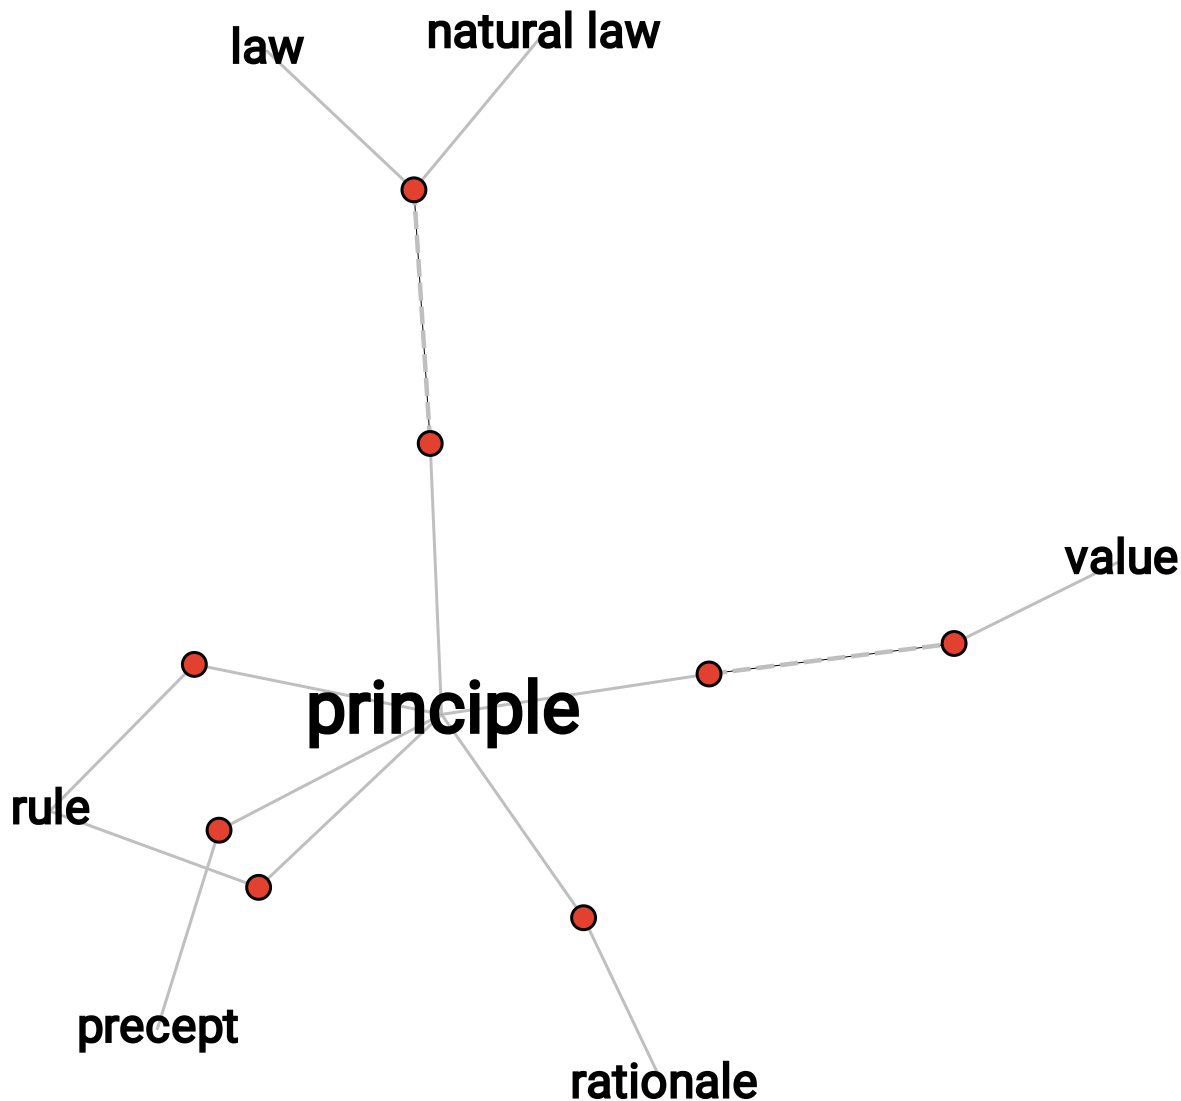 law
natural law
value
principle
rule
precept
rationale